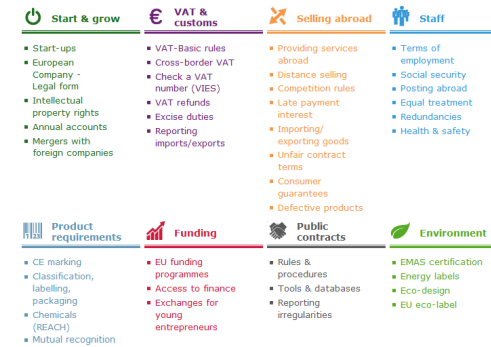 Start & grow
Start-ups
European
Company -
Legal form
Intellectual
property rights
Annual accounts
Mergers with
foreign companies
VAT &
customs
VAT-Basic rules
Cross-border VAT
Check a VAT
number (VIES)
VAT refunds
Excise duties
Reporting
imports/exports
Selling abroad
Providing services
abroad
Distance selling
Competition rules
Late payment
interest
Importing/
exporting goods
Unfair contract
terms
Consumer
guarantees
Defective products
Staff
Terms of
employment
Social security
Posting abroad
Equal treatment
Redundancies
Health & safety
1123
Product
requirements
CE marking
Classification,
labelling,
packaging
Chemicals
(REACH)
Mutual recognition
Funding
EU funding
programmes
Access to finance
Exchanges for
young
entrepreneurs
Public
contracts
Rules &
procedures
Tools & databases
Reporting
irregularities
Environment
EMAS certification
Energy labels
Eco-design
EU eco-label